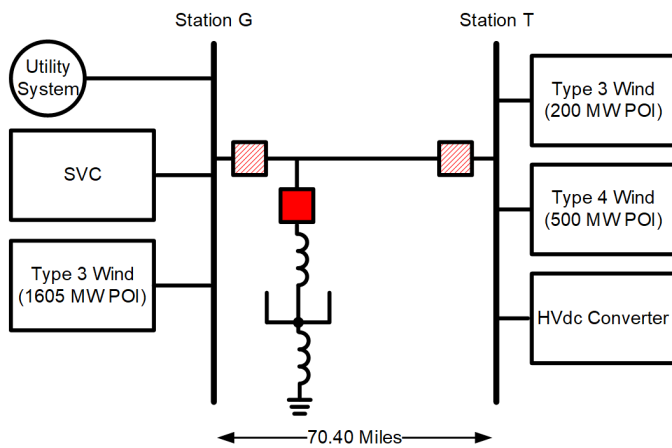 Station G
Station T
Utility
System
SVC
Type 3 Wind
(1605 MW POI)
Type 3 Wind
(200 MW POI)
Type 4 Wind
(500 MW POI)
HVdc Converter
70.40 Miles